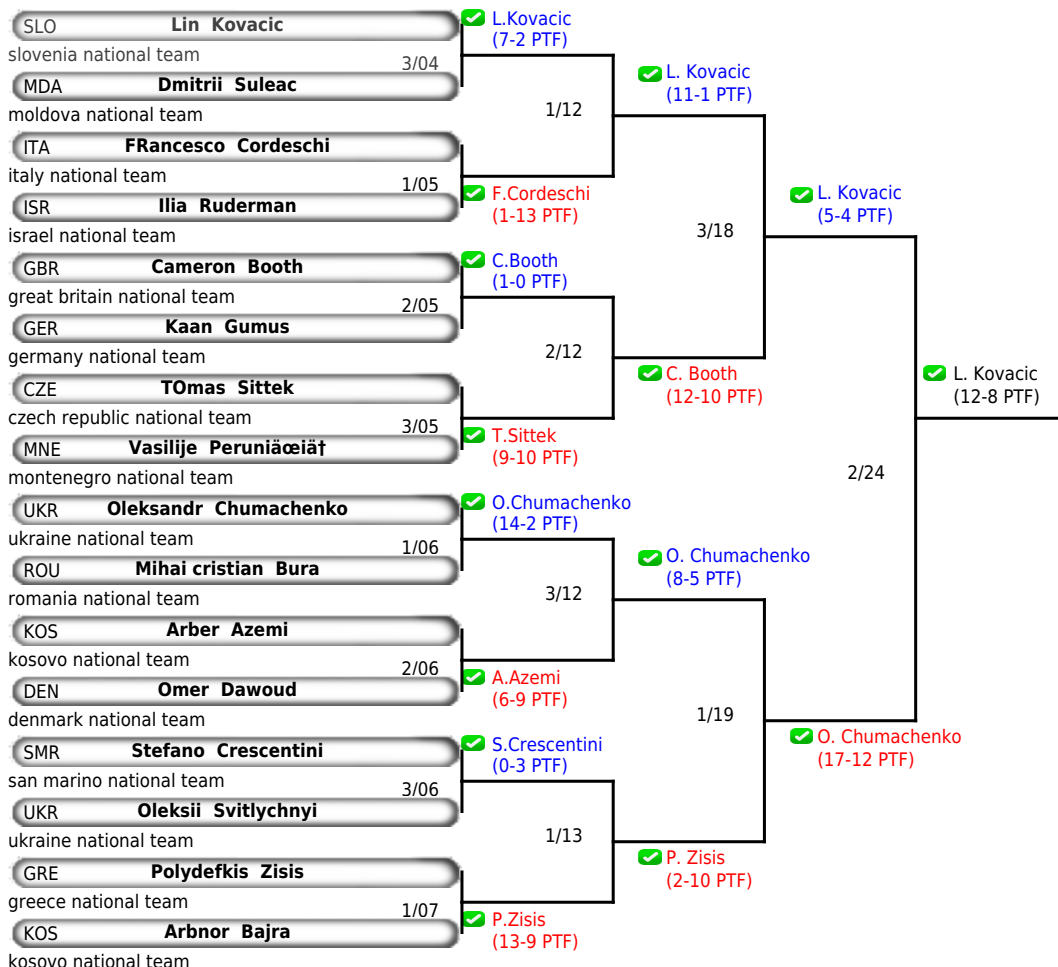 SLO Lin Kovacic
slovenia national team
3/04
MDA Dmitrii Suleac
moldova national team
ITA FRancesco Cordeschi
italy national team
1/05
ISR Ilia Ruderman
israel national team
GBR Cameron Booth
great britain national team
2/05
GER Kaan Gumus
germany national team
CZE TOmas Sittek
czech republic national team
3/05
MNE Vasilije Peruniäœiä†
montenegro national team
UKR Oleksandr Chumachenko
ukraine national team
1/06
ROU Mihai cristian Bura
romania national team
KOS Arber Azemi
kosovo national team
2/06
DEN Omer Dawoud
denmark national team
SMR Stefano Crescentini
san marino national team
3/06
UKR Oleksii Svitlychnyi
ukraine national team
GRE Polydefkis Zisis
greece national team
1/07
KOS Arbnor Bajra
kosovo national team
L.Kovacic
(7-2 PTF)
1/12
F.Cordeschi
(1-13 PTF)
C.Booth
(1-0 PTF)
2/12
T.Sittek
(9-10 PTF)
O.Chumachenko
(14-2 PTF)
3/12
A.Azemi
(6-9 PTF)
S.Crescentini
(0-3 PTF)
1/13
P.Zisis
(13-9 PTF)
L. Kovacic
(11-1 PTF)
3/18
C. Booth
(12-10 PTF)
O. Chumachenko
(8-5 PTF)
1/19
P. Zisis
(2-10 PTF)
L. Kovacic
(5-4 PTF)
2/24
O. Chumachenko
(17-12 PTF)
L. Kovacic
(12-8 PTF)